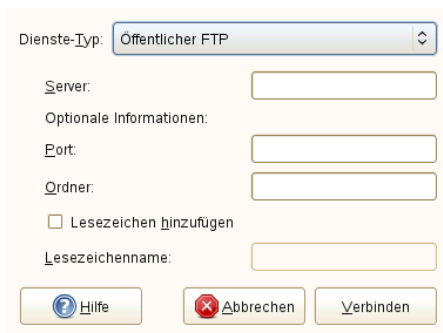 Dienste-Typ: Öffentlicher FTP
Server:
Optionale Informationen:
Port:
Ordner:
Lesezeichen hinzufügen
Lesezeichenname:
Hilfe Abbrechen Verbinden